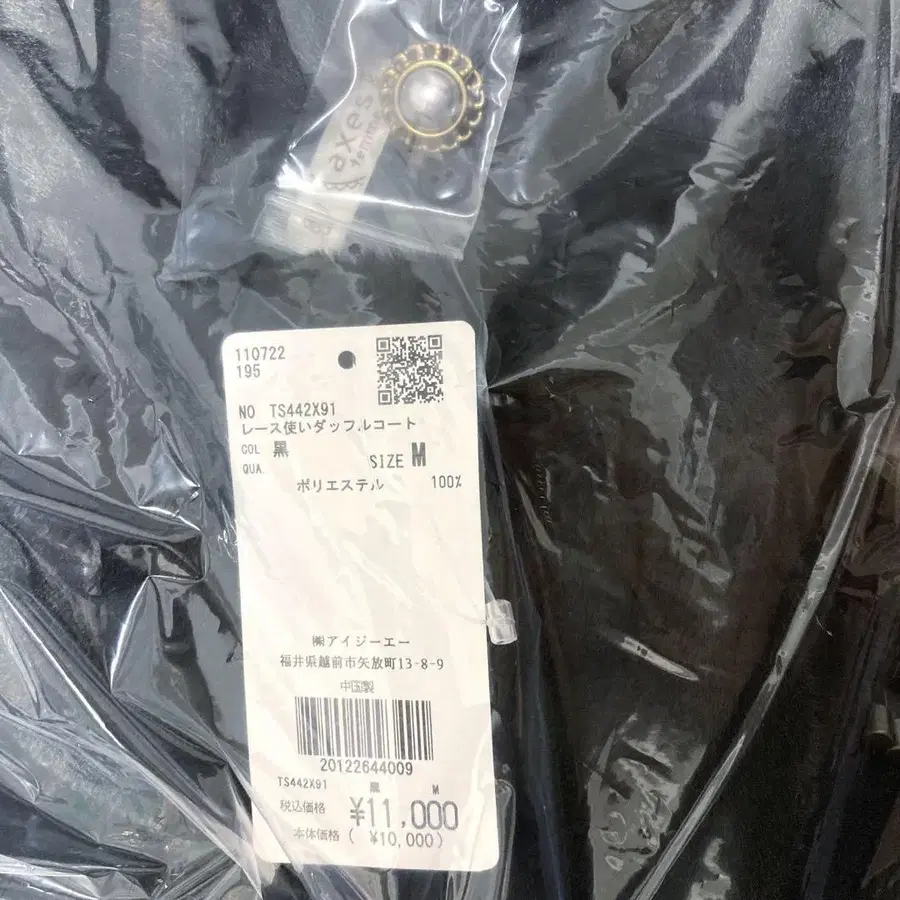 axes
femme
110722
195
NO TS442X91
レース使いダッフルコート
COL 黒
SIZE M
QUA.
ポリエステル 100%
㈱アイジーエー
福井県越前市矢放町13-8-9
中国製
20122644009
TS442X91 黒 M
税込価格 ¥11,000
本体価格 ( ¥10,000)